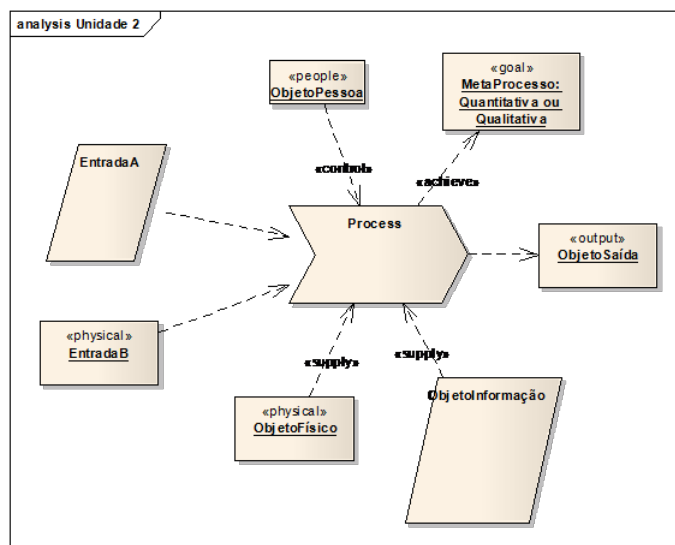 analysis Unidade 2
«people»
ObjetoPessoa
«goal»
MetaProcesso:
Quantitativa ou
Qualitativa
EntradaA
«control»
«achieve»
Process
«output»
ObjetoSaída
«physical»
EntradaB
«supply»
«supply»
«physical»
ObjetoFísico
ObjetoInformação